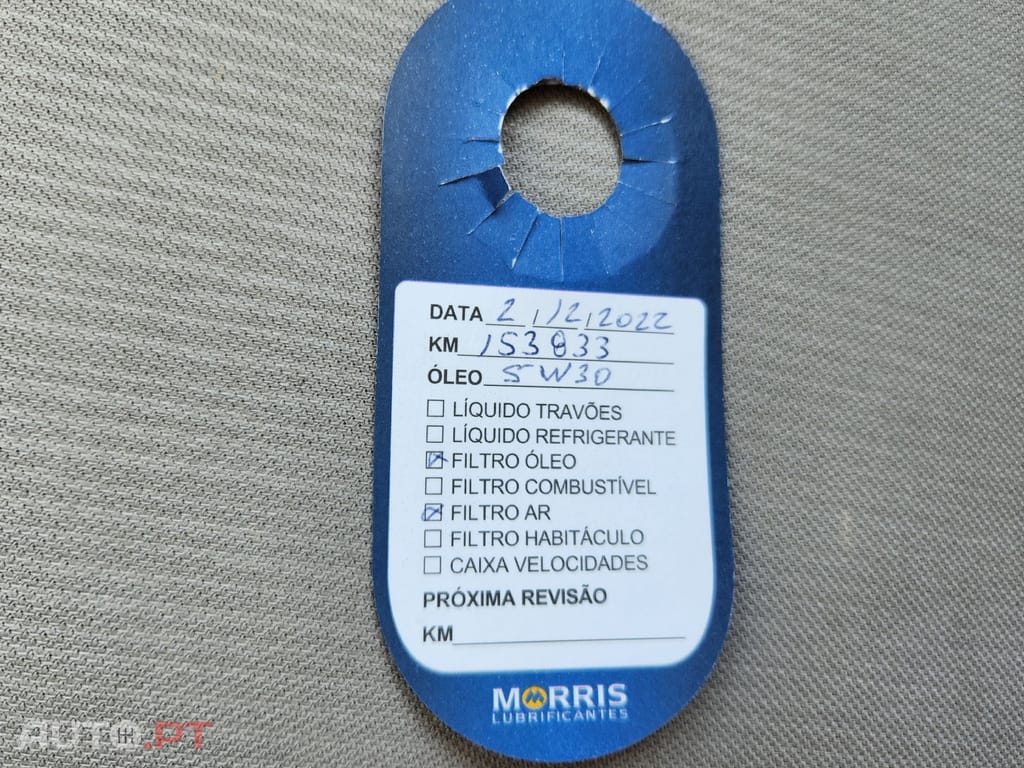 DATA 2 / 12 / 2022
KM 153833
ÓLEO 5W30
LÍQUIDO TRAVÕES
LÍQUIDO REFRIGERANTE
FILTRO ÓLEO
FILTRO COMBUSTÍVEL
FILTRO AR
FILTRO HABITÁCULO
CAIXA VELOCIDADES
PRÓXIMA REVISÃO
KM
MORRIS
LUBRIFICANTES
AUTO.PT